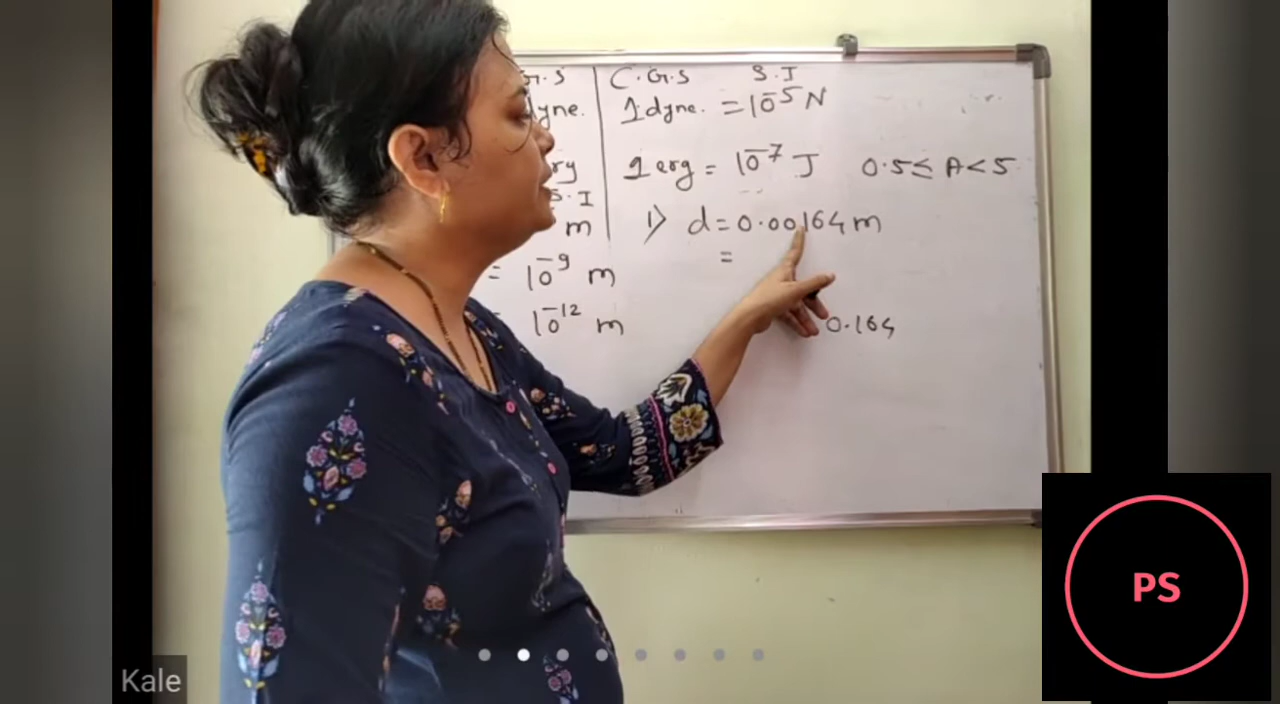 G.S
dyne.
S.I
m
= 10⁻⁹ m
10⁻¹² m
C.G.S S.I
1dyne. = 10⁻⁵ N
1 erg = 10⁻⁷ J 0.5 ≤ A < 5
1) d = 0.00164 m
=
0.164
PS
Kale